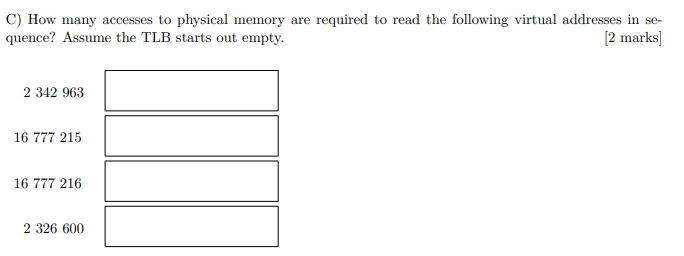 C) How many accesses to physical memory are required to read the following virtual addresses in se-
quence? Assume the TLB starts out empty. [2 marks]
2 342 963
16 777 215
16 777 216
2 326 600